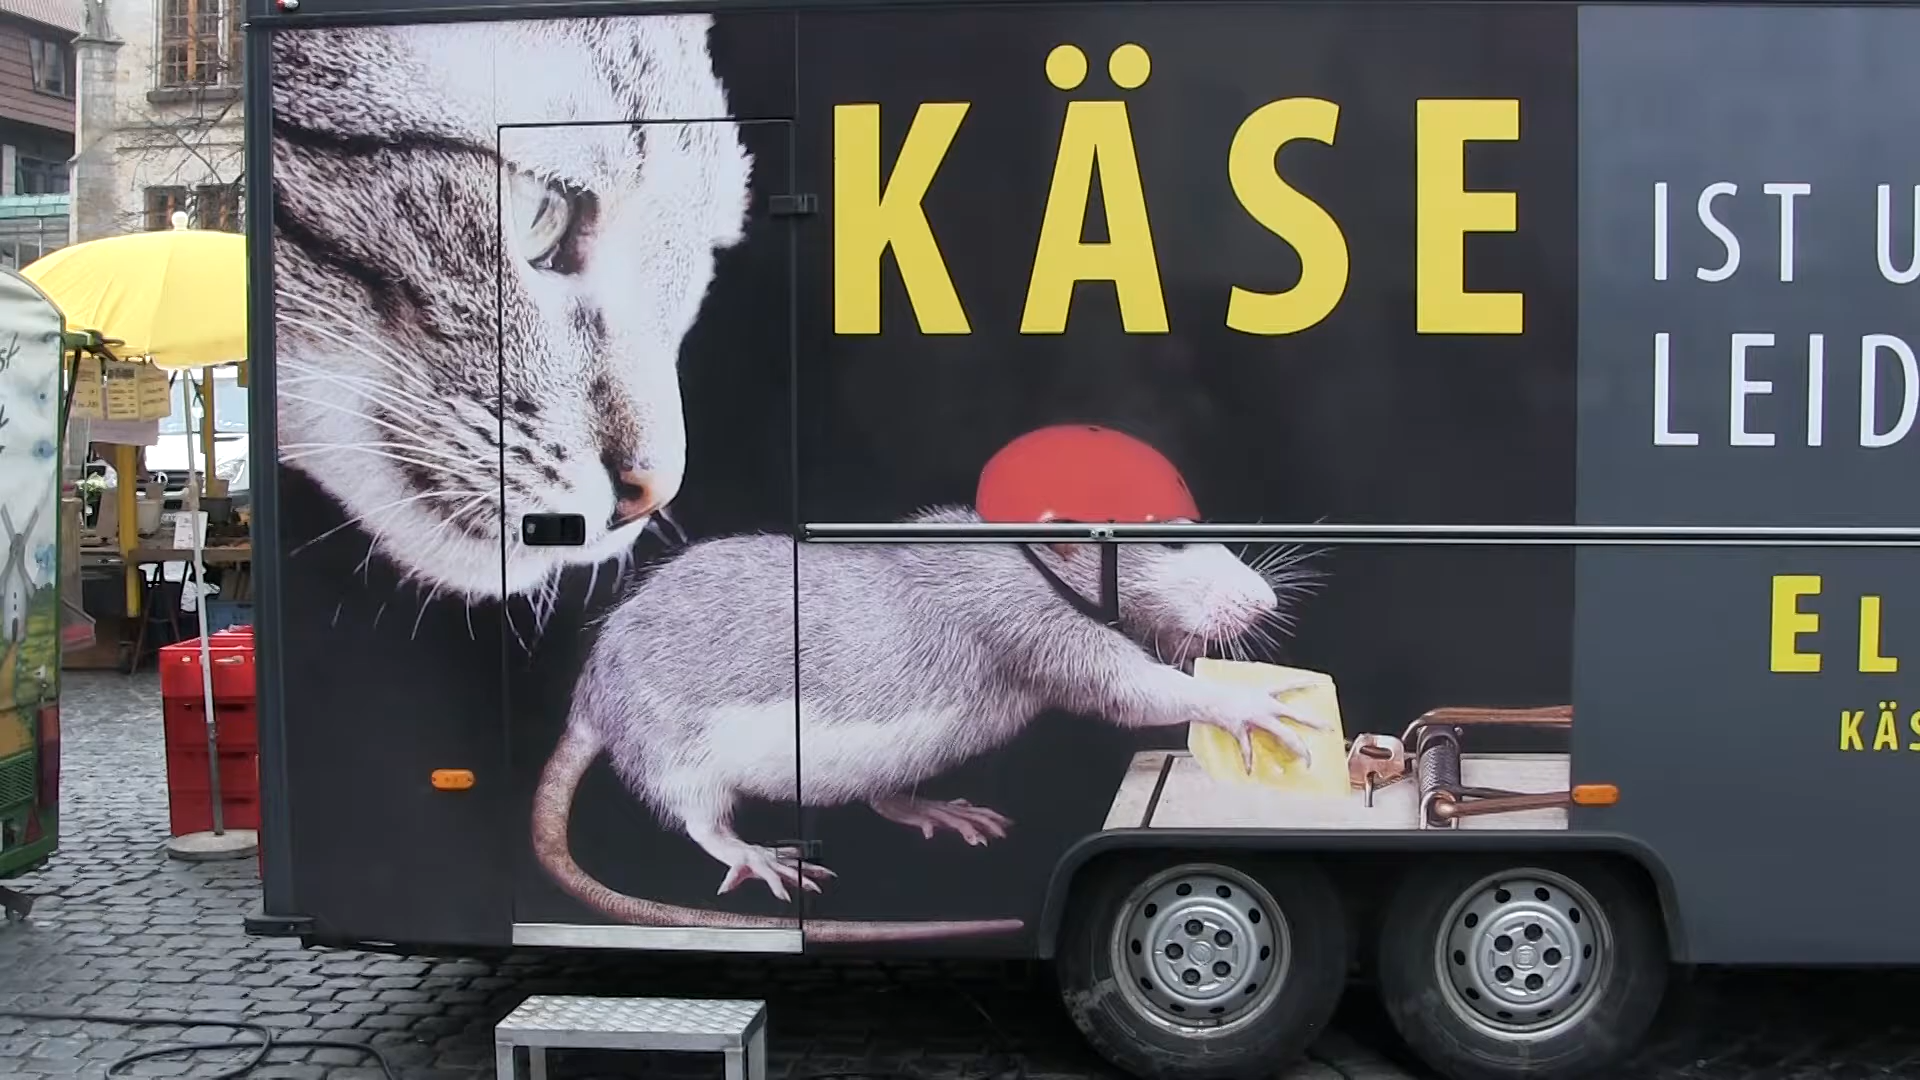 KÄSE
IST U
LEID
EL
KÄS